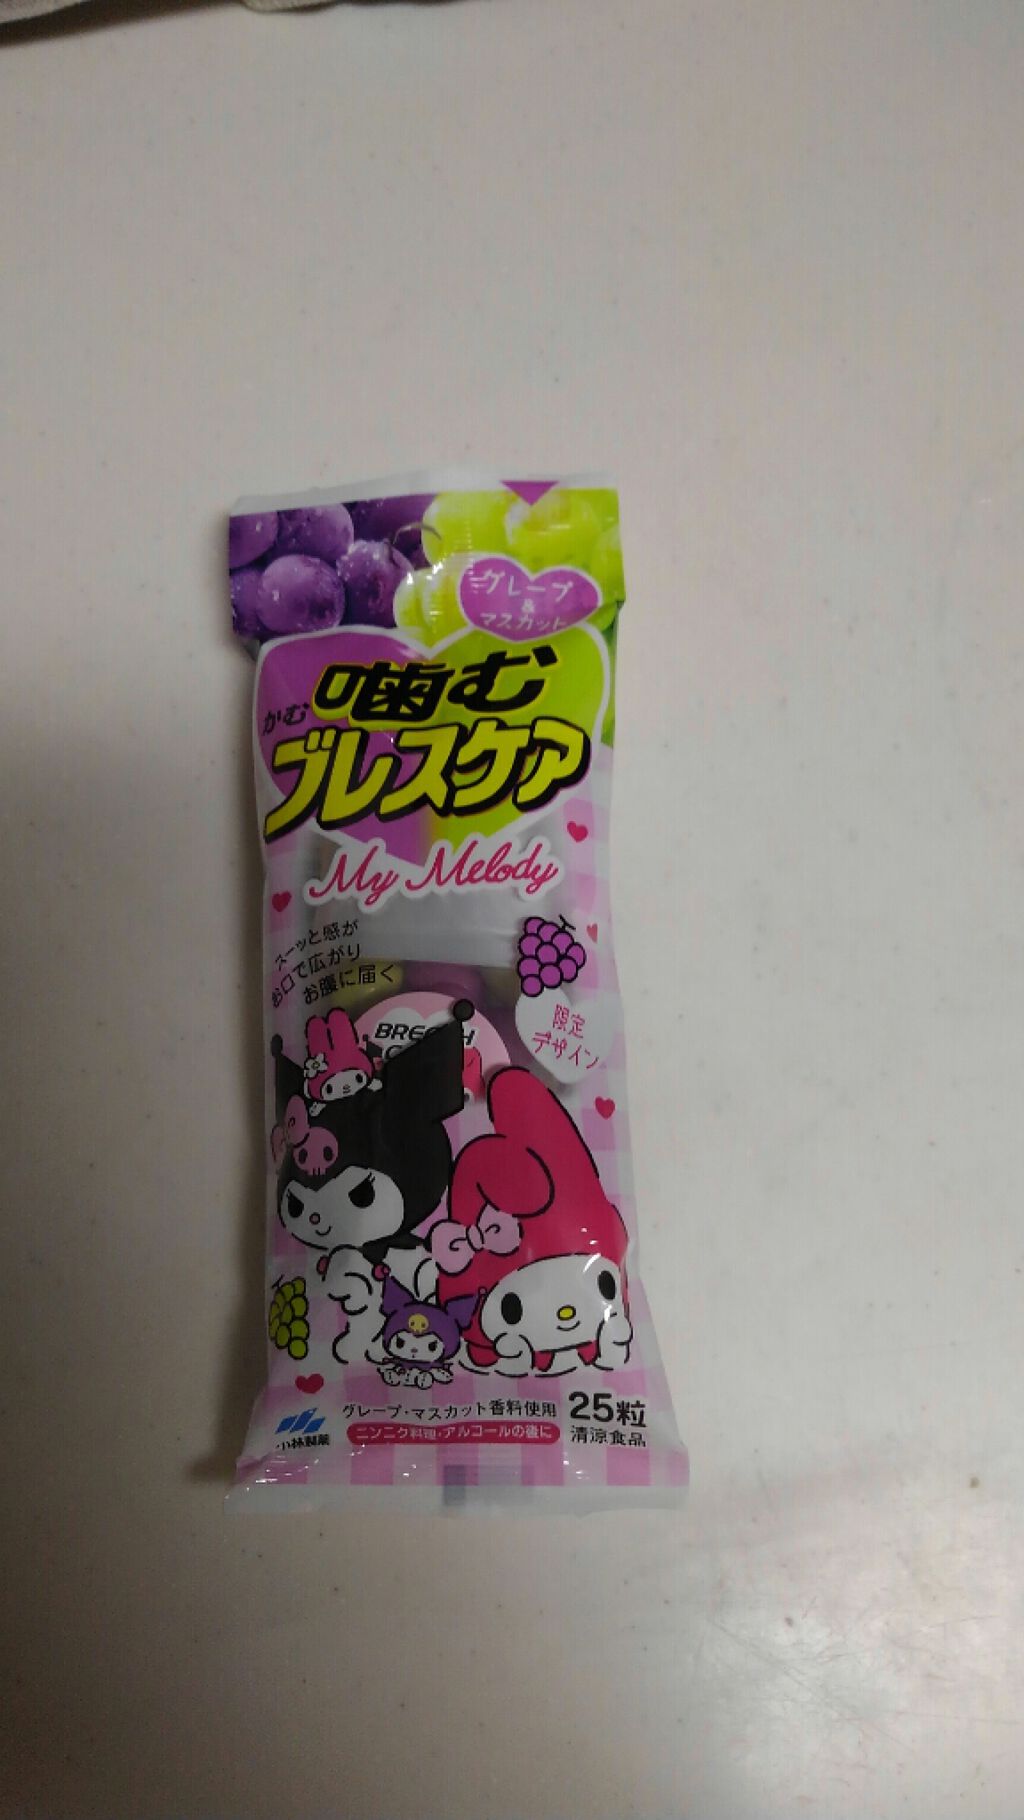 グレープ
&
マスカット
噛む
かむ
ブレスケア
My Melody
スーッと感が
お口で広がり
お腹に届く
限定
デザイン
グレープ・マスカット香料使用
ニンニク料理・アルコールの後に
25粒
清涼食品
小林製薬